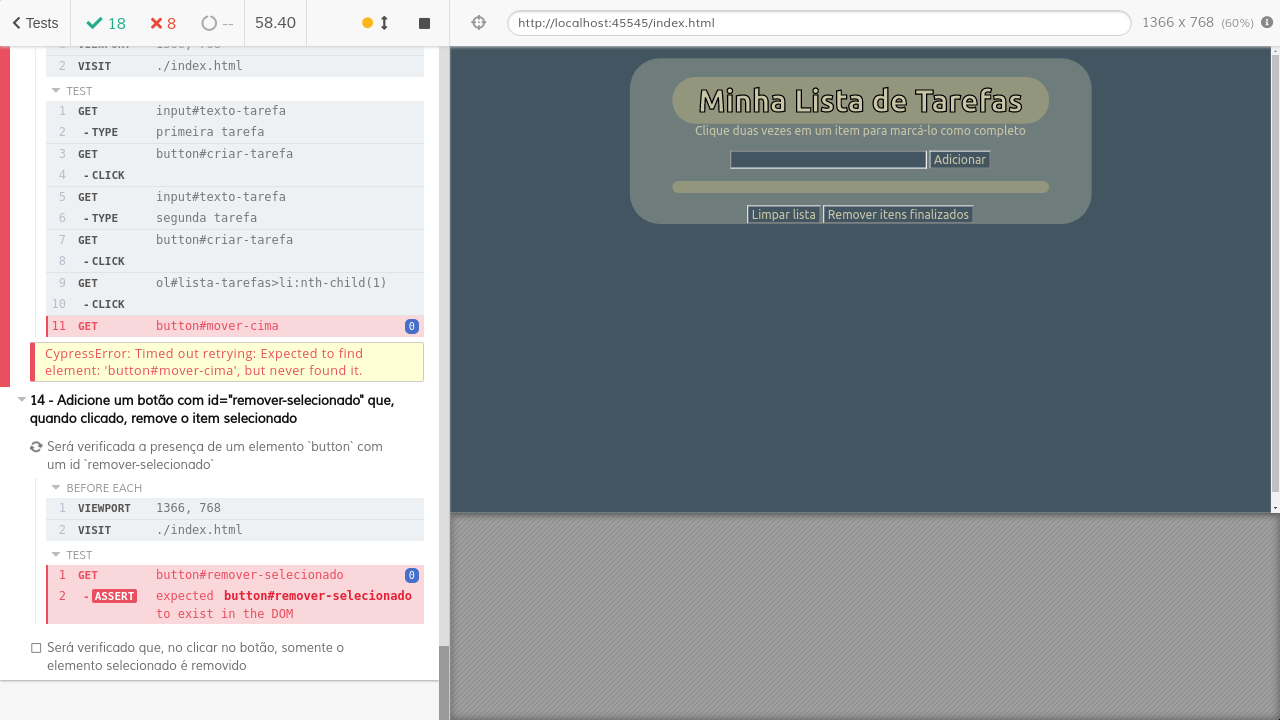 Tests 18 8 -- 58.40 http://localhost:45545/index.html 1366 x 768 (60%)
2 VISIT ./index.html
TEST
1 GET input#texto-tarefa
2 - TYPE primeira tarefa
3 GET button#criar-tarefa
4 - CLICK
5 GET input#texto-tarefa
6 - TYPE segunda tarefa
7 GET button#criar-tarefa
8 - CLICK
9 GET ol#lista-tarefas>li:nth-child(1)
10 - CLICK
11 GET button#mover-cima 0
CypressError: Timed out retrying: Expected to find
element: 'button#mover-cima', but never found it.
14 - Adicione um botão com id="remover-selecionado" que,
quando clicado, remove o item selecionado
Será verificada a presença de um elemento `button` com
um id `remover-selecionado`
BEFORE EACH
1 VIEWPORT 1366, 768
2 VISIT ./index.html
TEST
1 GET button#remover-selecionado 0
2 - ASSERT expected button#remover-selecionado
to exist in the DOM
Será verificado que, no clicar no botão, somente o
elemento selecionado é removido
Minha Lista de Tarefas
Clique duas vezes em um item para marcá-lo como completo
Adicionar
Limpar lista Remover itens finalizados